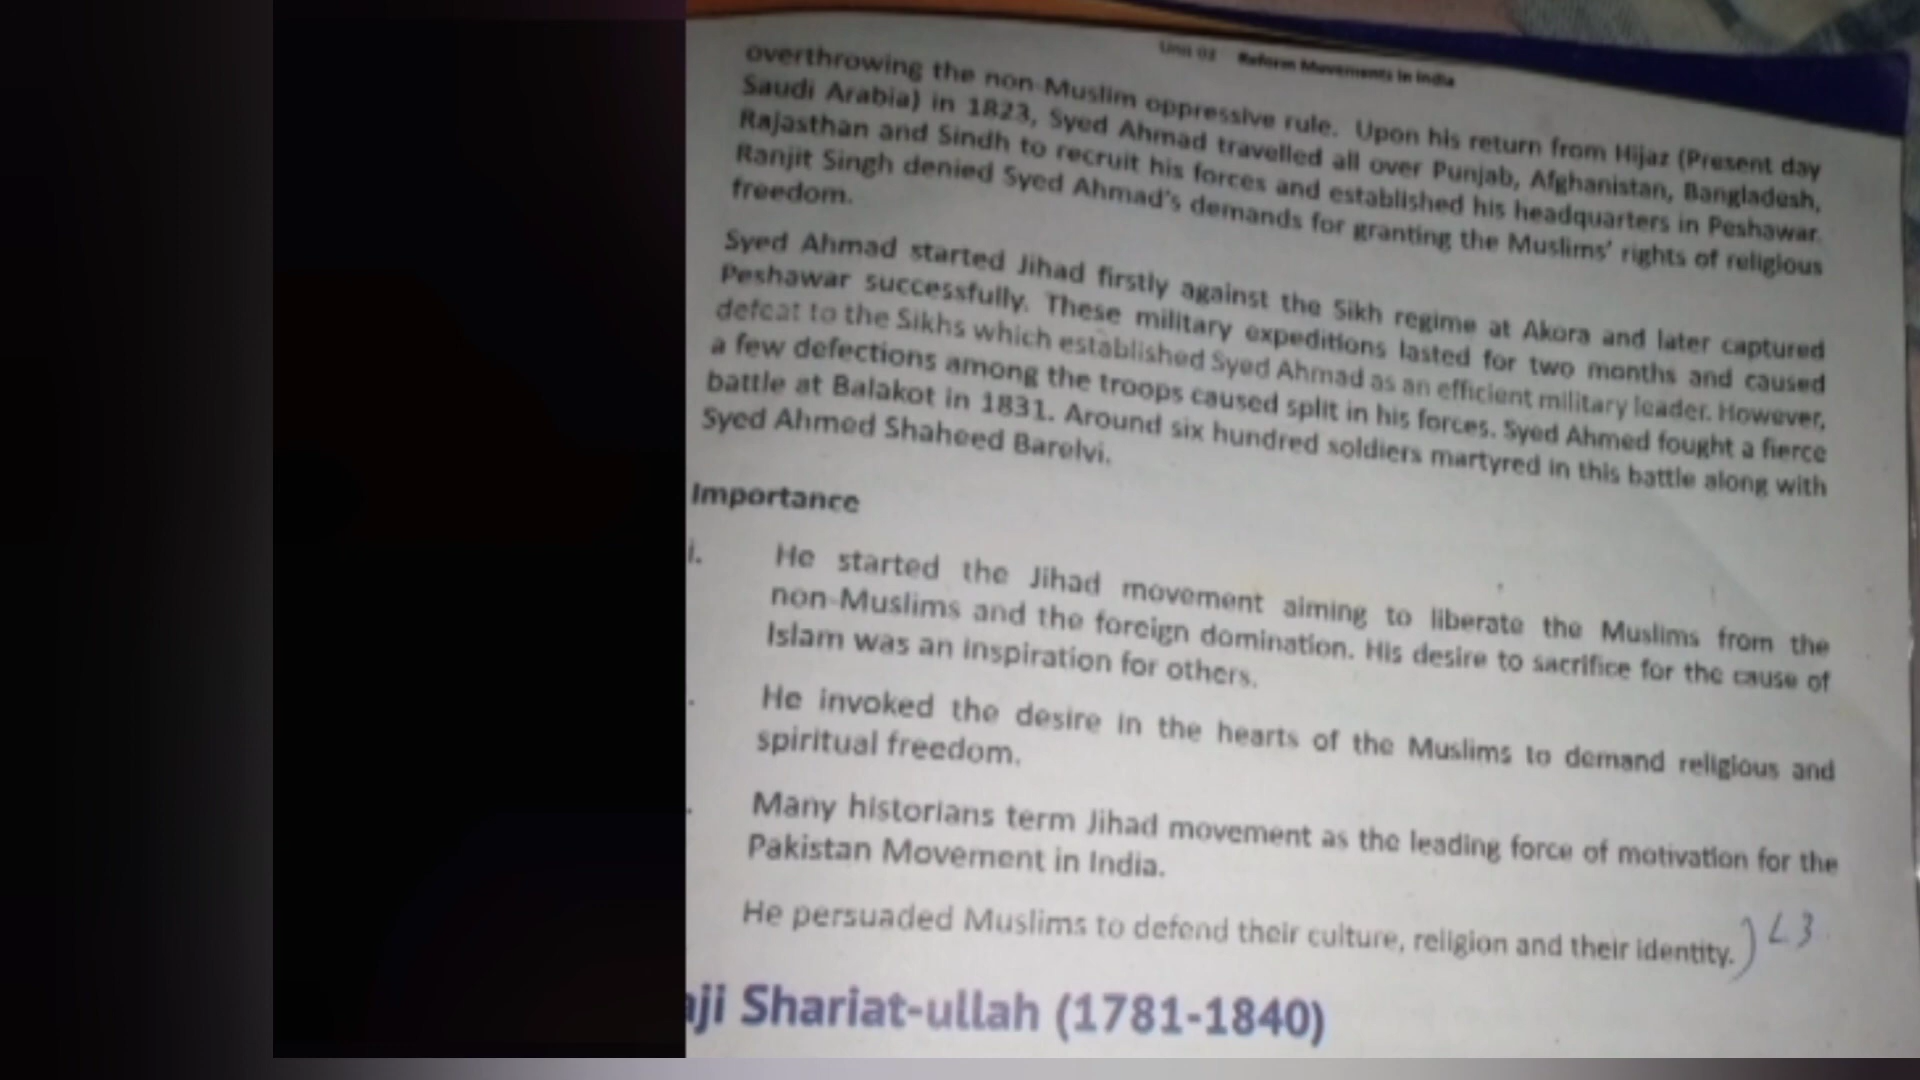 Unit 02 Reform Movements in India
overthrowing the non-Muslim oppressive rule. Upon his return from Hijaz (Present day
Saudi Arabia) in 1823, Syed Ahmad travelled all over Punjab, Afghanistan, Bangladesh,
Rajasthan and Sindh to recruit his forces and established his headquarters in Peshawar.
Ranjit Singh denied Syed Ahmad's demands for granting the Muslims' rights of religious
freedom.
Syed Ahmad started Jihad firstly against the Sikh regime at Akora and later captured
Peshawar successfully. These military expeditions lasted for two months and caused
defeat to the Sikhs which established Syed Ahmad as an efficient military leader. However,
a few defections among the troops caused split in his forces. Syed Ahmed fought a fierce
battle at Balakot in 1831. Around six hundred soldiers martyred in this battle along with
Syed Ahmed Shaheed Barelvi.
Importance
i. He started the Jihad movement aiming to liberate the Muslims from the
non-Muslims and the foreign domination. His desire to sacrifice for the cause of
Islam was an inspiration for others.
. He invoked the desire in the hearts of the Muslims to demand religious and
spiritual freedom.
. Many historians term Jihad movement as the leading force of motivation for the
Pakistan Movement in India.
He persuaded Muslims to defend their culture, religion and their identity.) L3
aji Shariat-ullah (1781-1840)